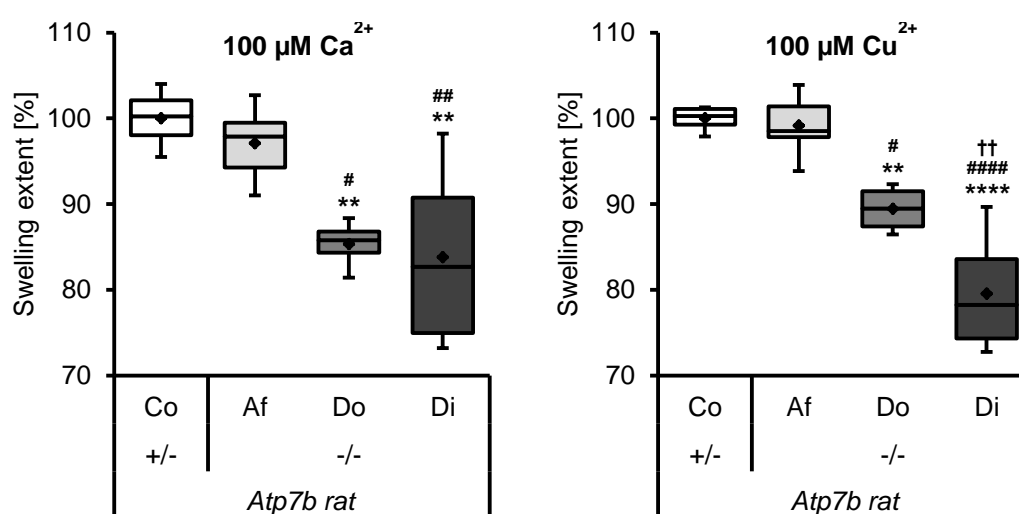 100 µM Ca2+
Swelling extent [%]
110
100
90
80
70
#
**
##
**
Co Af Do Di
+/- -/-
Atp7b rat
100 µM Cu2+
Swelling extent [%]
110
100
90
80
70
#
**
††
####
****
Co Af Do Di
+/- -/-
Atp7b rat